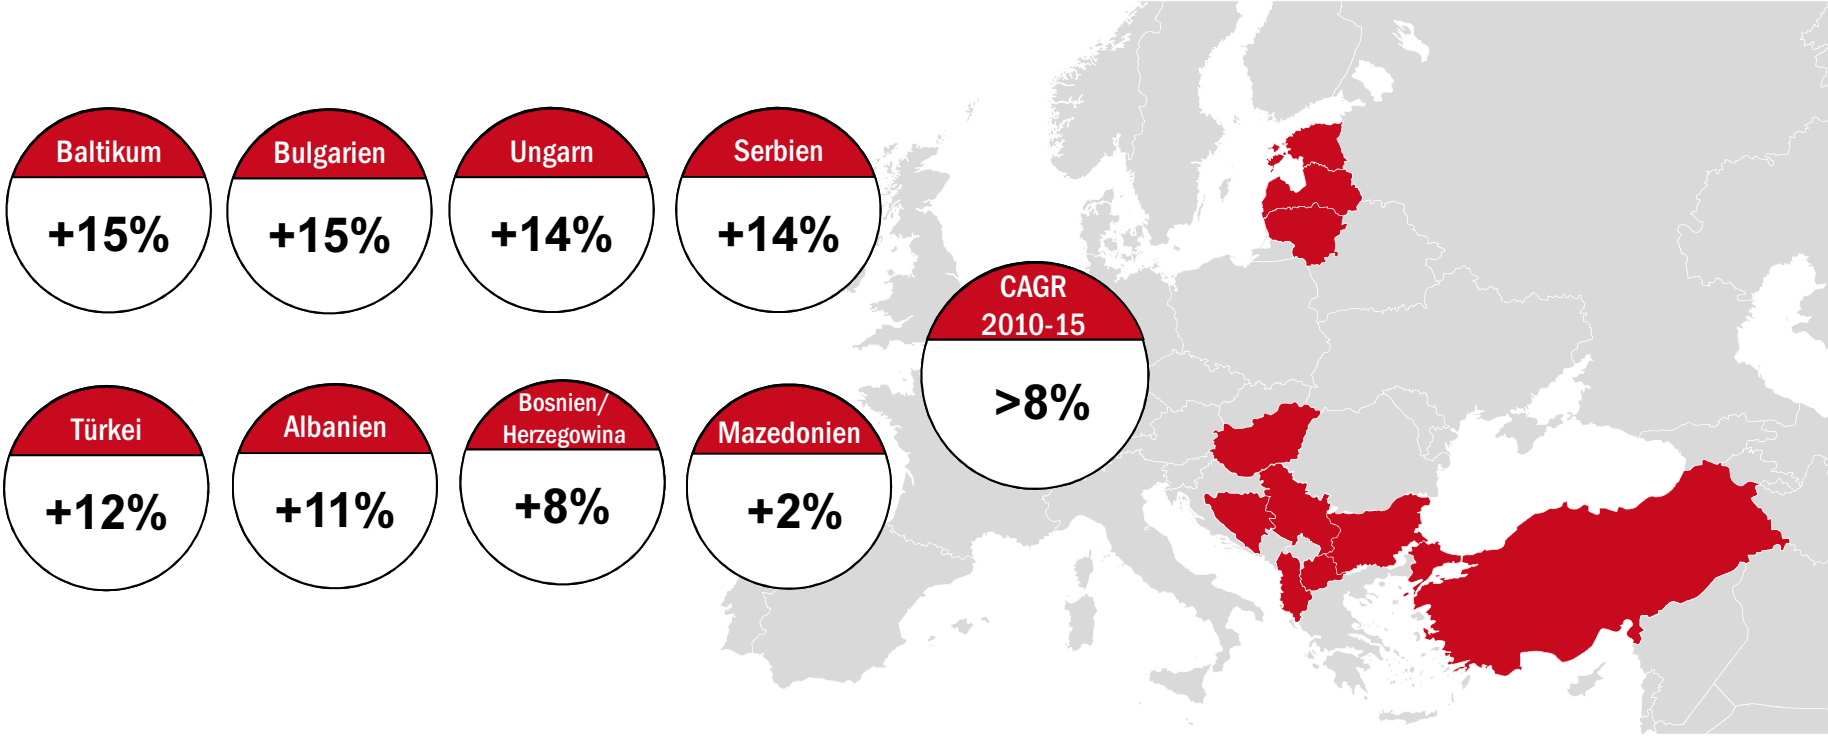 Baltikum
+15%
Bulgarien
+15%
Ungarn
+14%
Serbien
+14%
CAGR
2010-15
>8%
Türkei
+12%
Albanien
+11%
Bosnien/
Herzegowina
+8%
Mazedonien
+2%